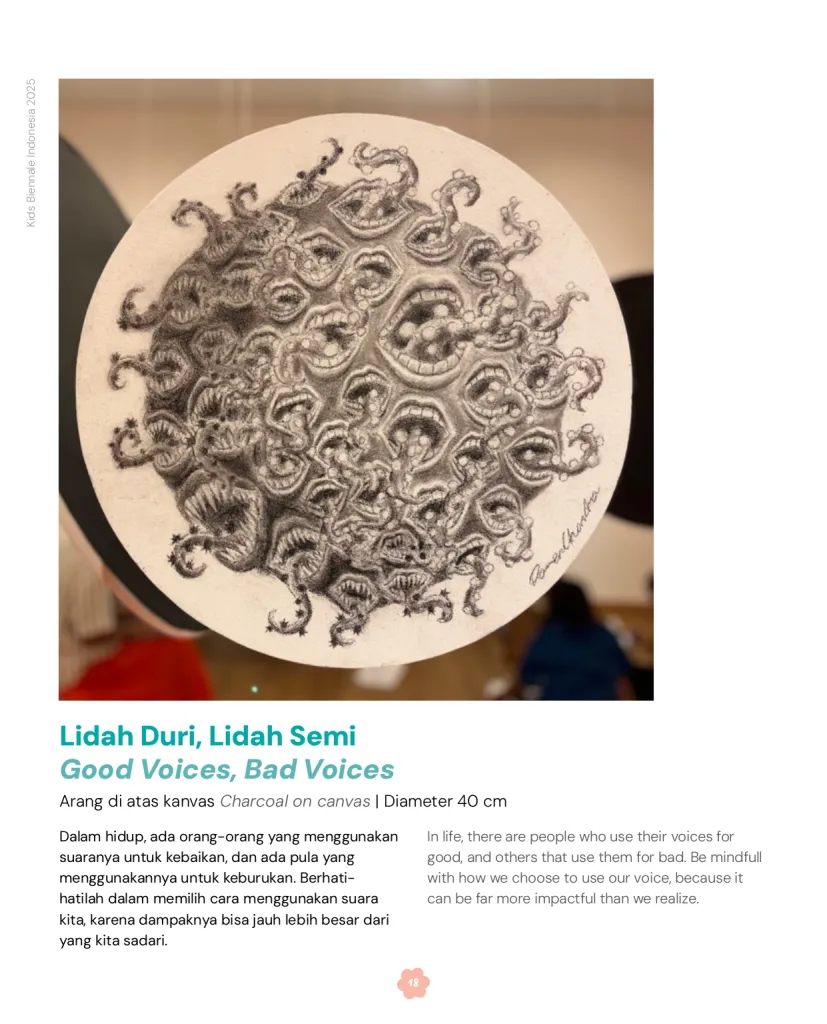 Kids Biennale Indonesia 2025
Lidah Duri, Lidah Semi
Good Voices, Bad Voices
Arang di atas kanvas Charcoal on canvas | Diameter 40 cm
Dalam hidup, ada orang-orang yang menggunakan
suaranya untuk kebaikan, dan ada pula yang
menggunakannya untuk keburukan. Berhati-
hatilah dalam memilih cara menggunakan suara
kita, karena dampaknya bisa jauh lebih besar dari
yang kita sadari.
In life, there are people who use their voices for
good, and others that use them for bad. Be mindfull
with how we choose to use our voice, because it
can be far more impactful than we realize.
18